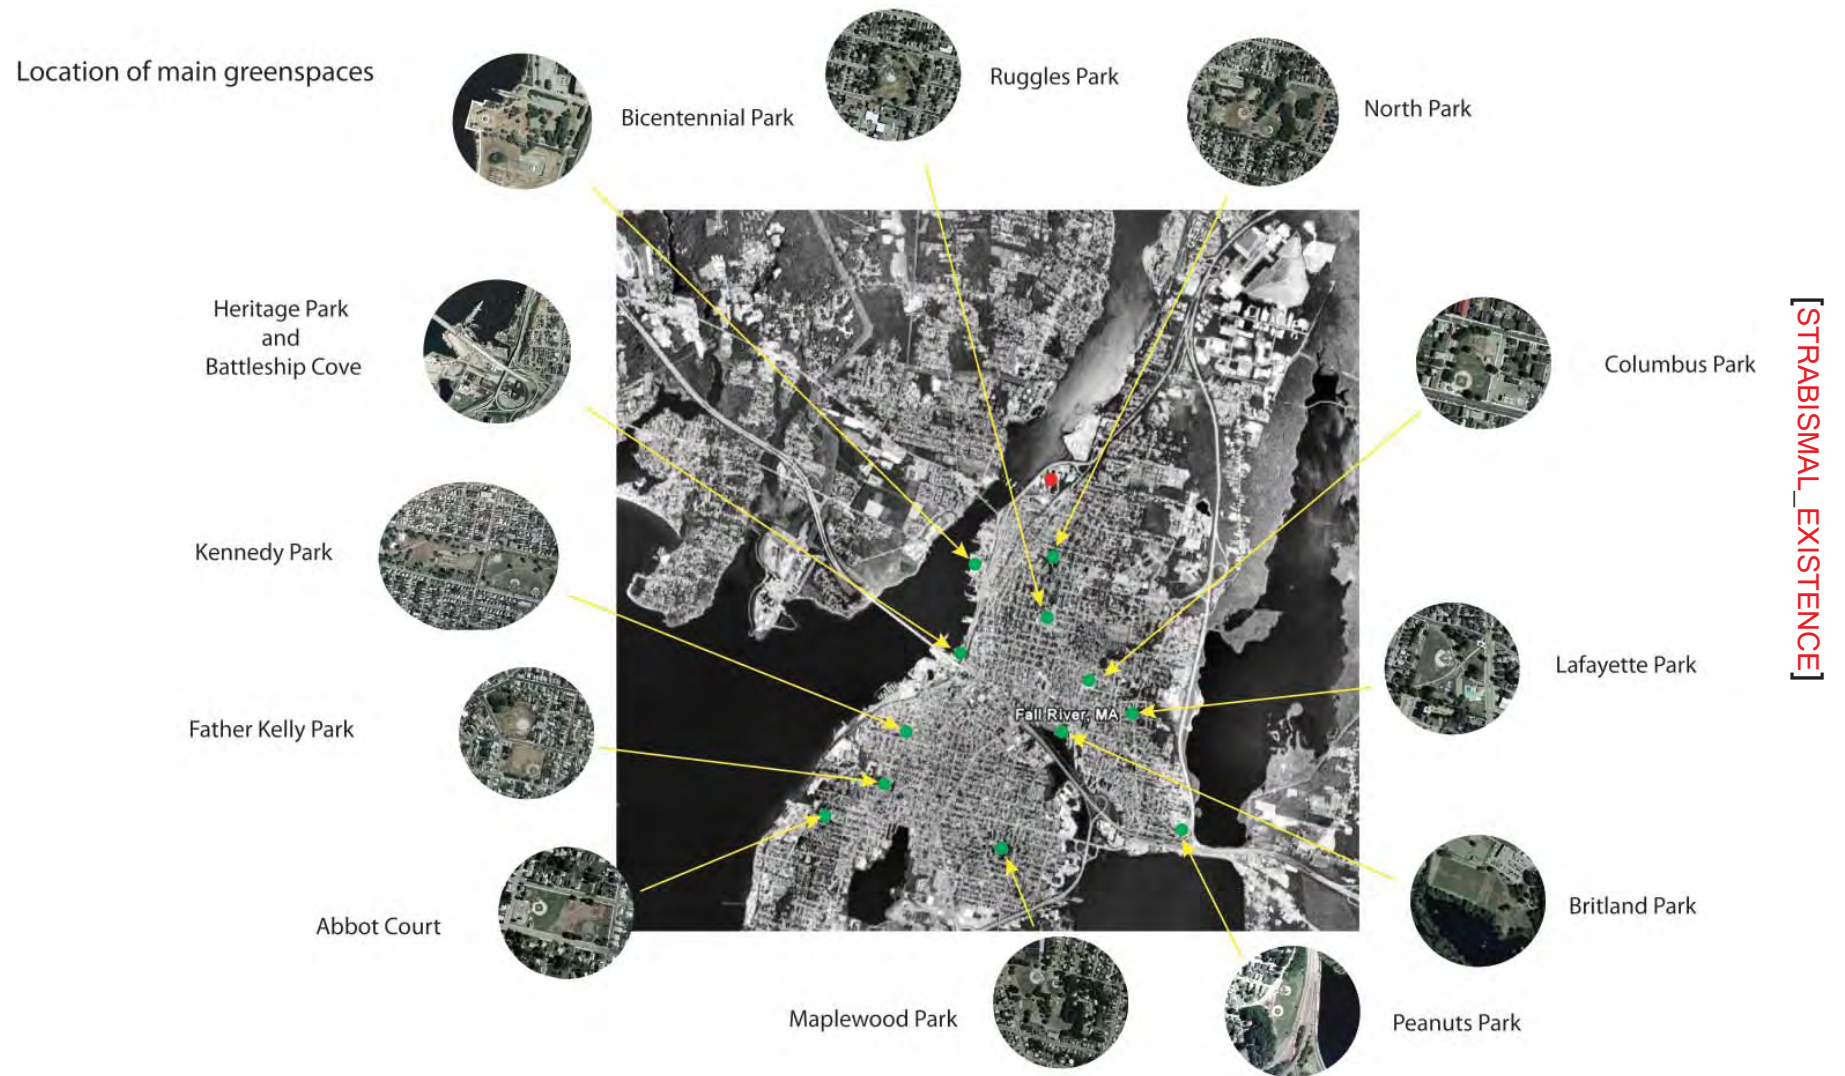 Location of main greenspaces
Bicentennial Park
Ruggles Park
North Park
Heritage Park
and
Battleship Cove
Columbus Park
Kennedy Park
Lafayette Park
Fall River, MA
Father Kelly Park
Britland Park
Abbot Court
Maplewood Park
Peanuts Park
[STRABISMAL_EXISTENCE]